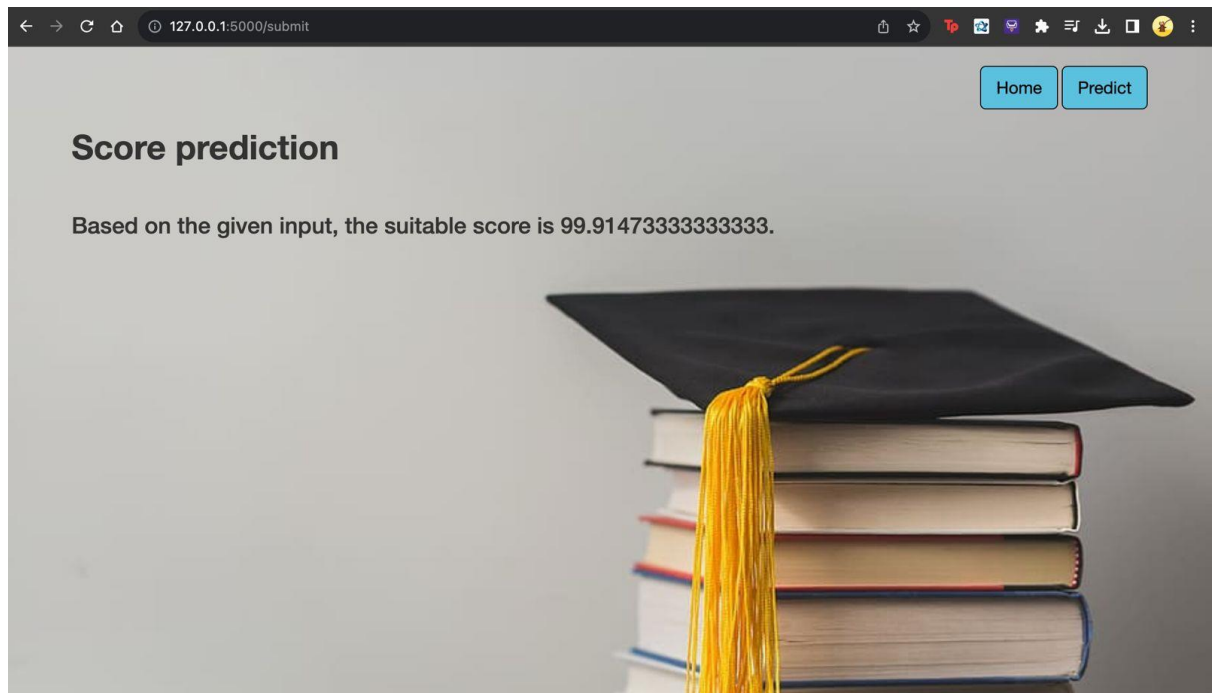 127.0.0.1:5000/submit
Tp
Home Predict
Score prediction
Based on the given input, the suitable score is 99.91473333333333.